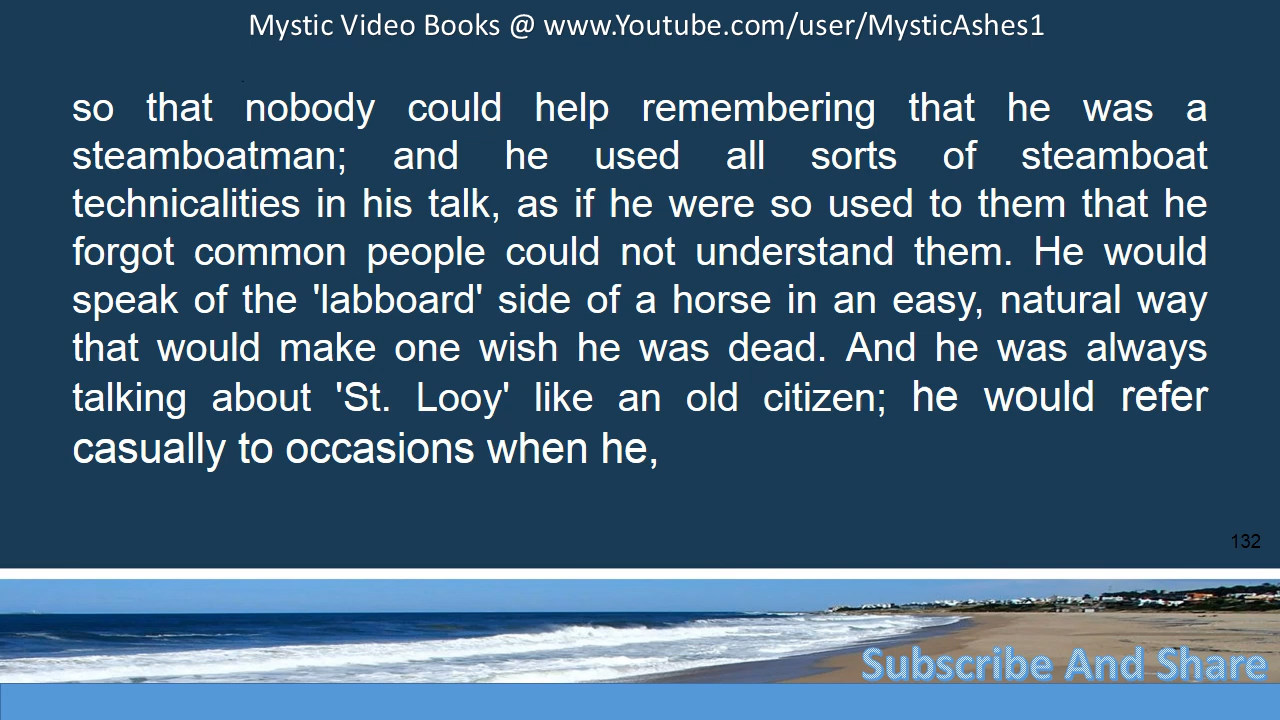 Mystic Video Books @ www.Youtube.com/user/MysticAshes1
so that nobody could help remembering that he was a
steamboatman; and he used all sorts of steamboat
technicalities in his talk, as if he were so used to them that he
forgot common people could not understand them. He would
speak of the 'labboard' side of a horse in an easy, natural way
that would make one wish he was dead. And he was always
talking about 'St. Looy' like an old citizen; he would refer
casually to occasions when he,
132
Subscribe And Share